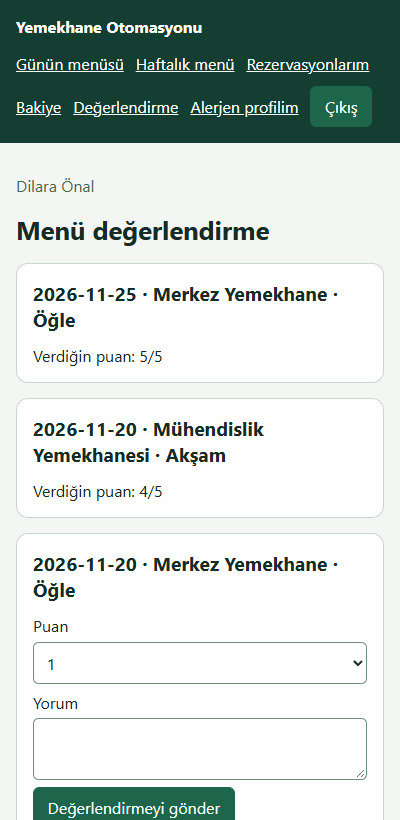 Yemekhane Otomasyonu
Günün menüsü Haftalık menü Rezervasyonlarım
Bakiye Değerlendirme Alerjen profilim Çıkış
Dilara Önal
Menü değerlendirme
2026-11-25 · Merkez Yemekhane ·
Öğle
Verdiğin puan: 5/5
2026-11-20 · Mühendislik
Yemekhanesi · Akşam
Verdiğin puan: 4/5
2026-11-20 · Merkez Yemekhane ·
Öğle
Puan
1
Yorum
Değerlendirmeyi gönder